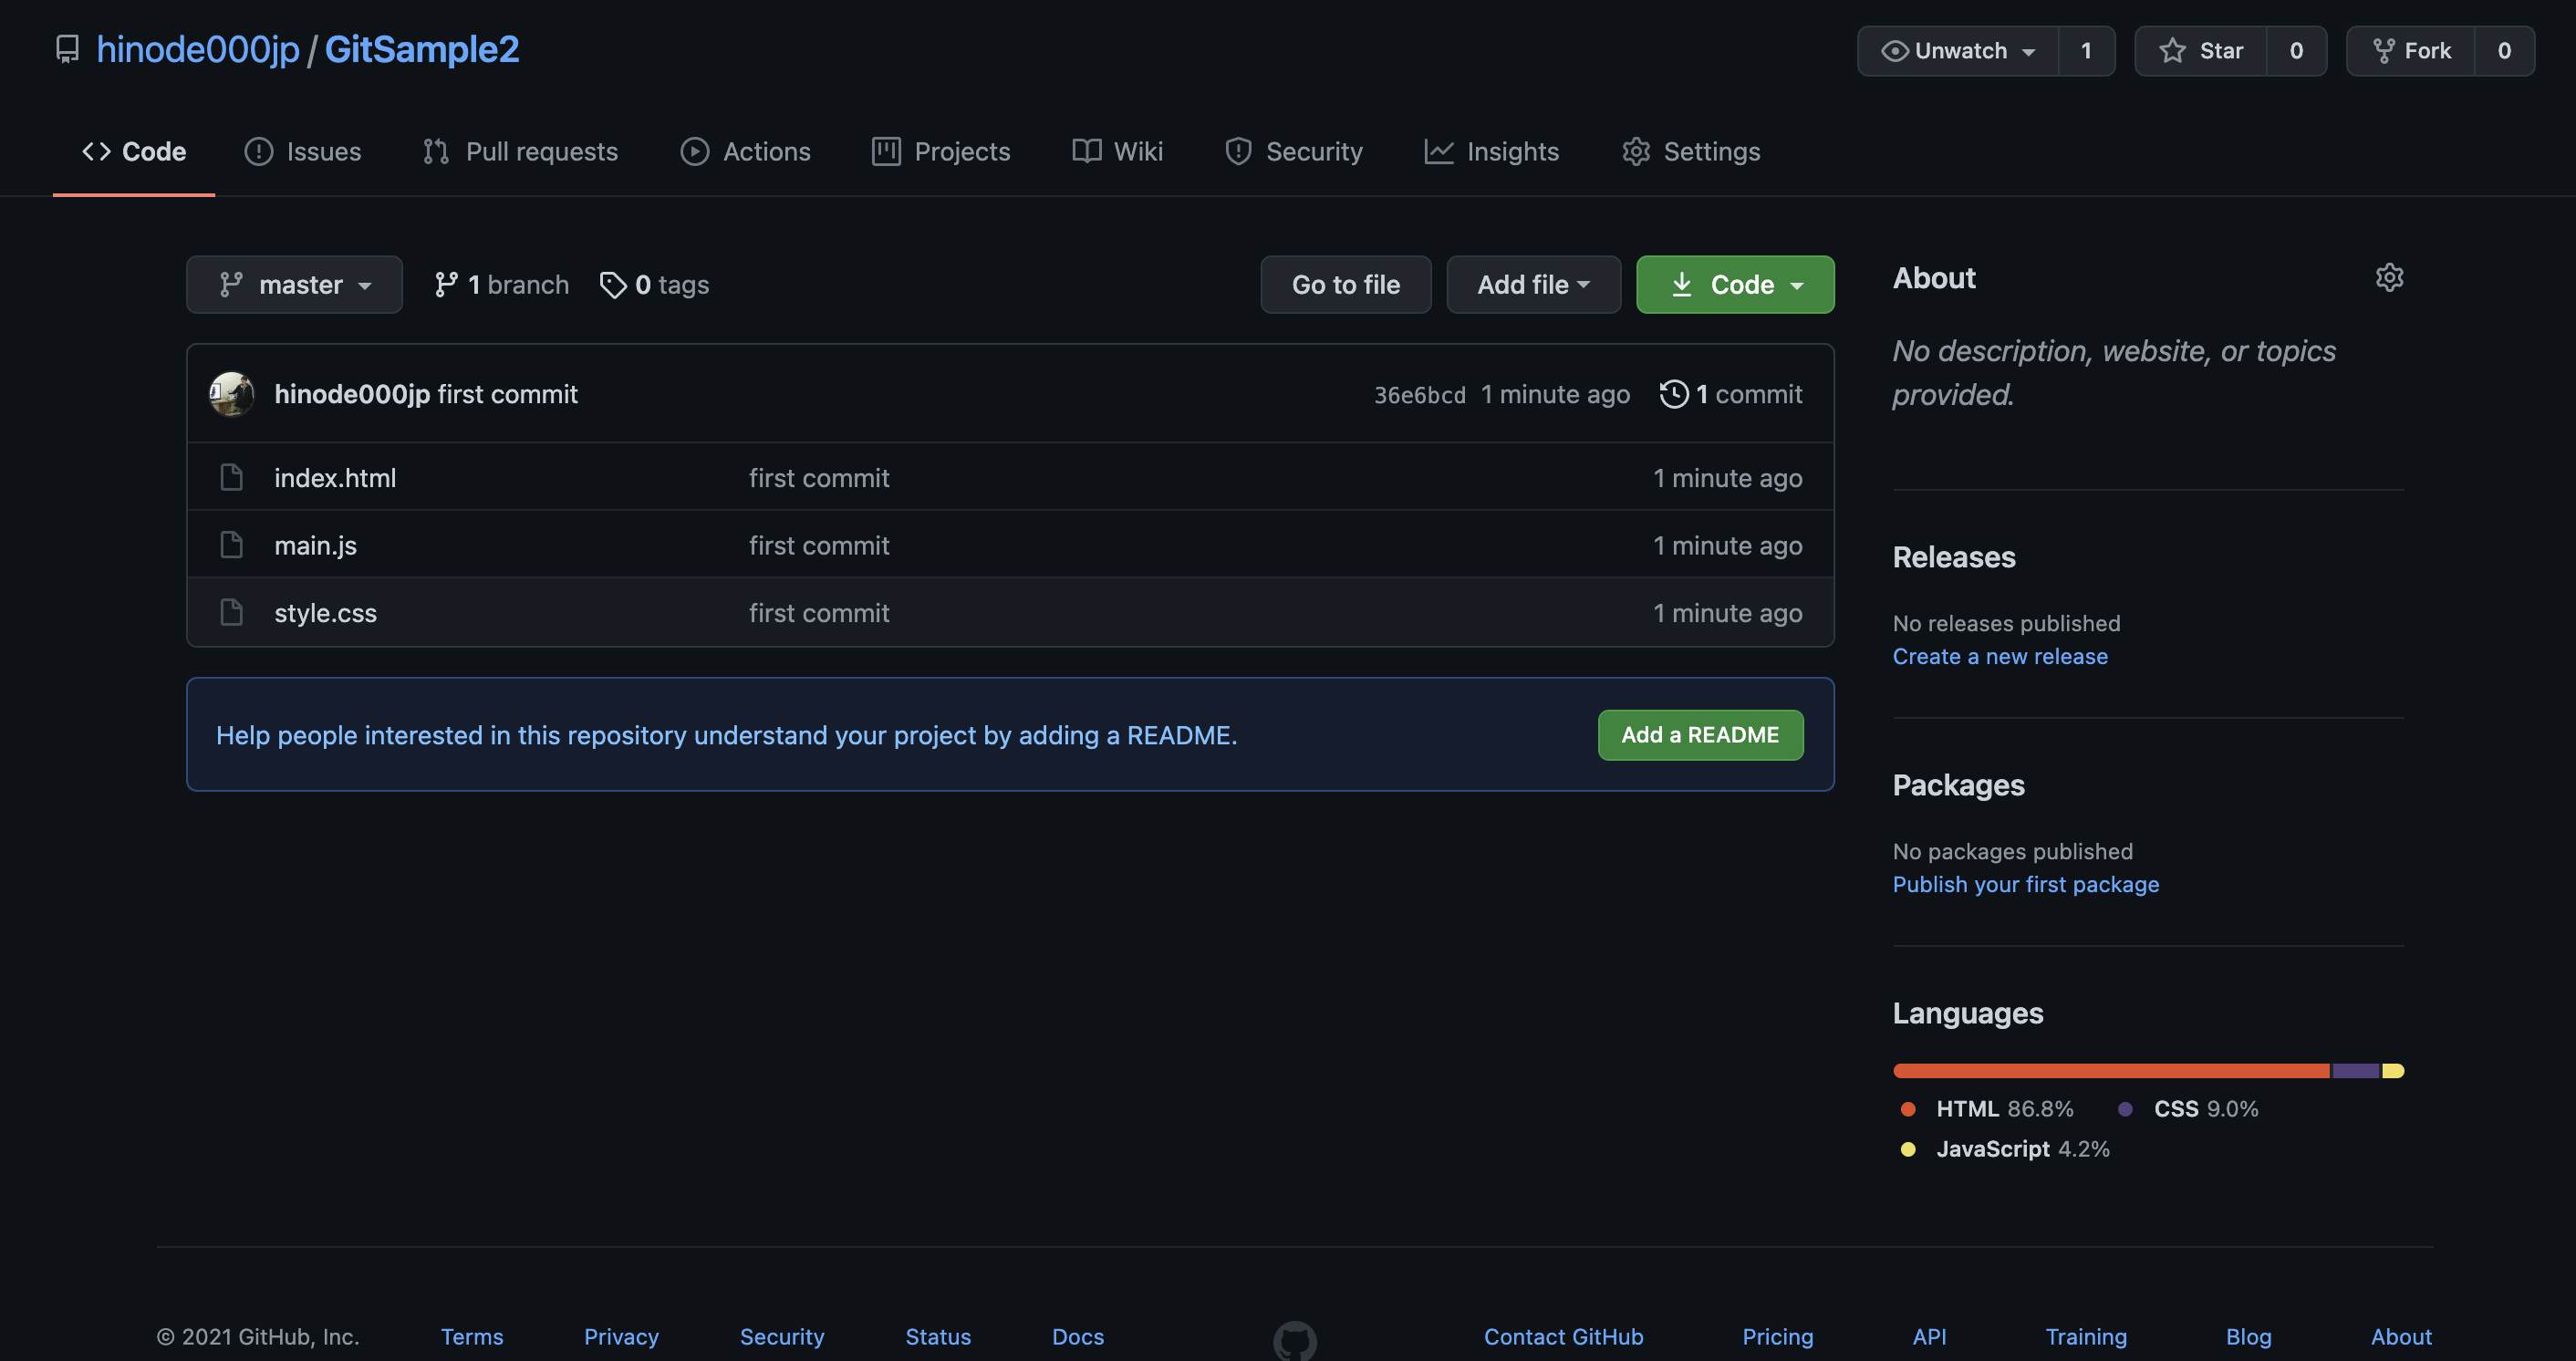 hinode000jp / GitSample2
Unwatch 1 Star 0 Fork 0
Code Issues Pull requests Actions Projects Wiki Security Insights Settings
master 1 branch 0 tags Go to file Add file Code
hinode000jp first commit 36e6bcd 1 minute ago 1 commit
index.html first commit 1 minute ago
main.js first commit 1 minute ago
style.css first commit 1 minute ago
Help people interested in this repository understand your project by adding a README. Add a README
About
No description, website, or topics
provided.
Releases
No releases published
Create a new release
Packages
No packages published
Publish your first package
Languages
HTML 86.8% CSS 9.0%
JavaScript 4.2%
© 2021 GitHub, Inc. Terms Privacy Security Status Docs Contact GitHub Pricing API Training Blog About